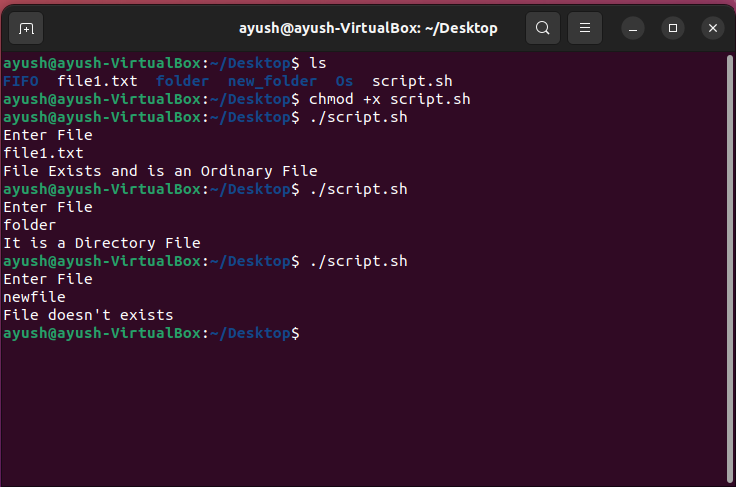 ayush@ayush-VirtualBox: ~/Desktop
ayush@ayush-VirtualBox:~/Desktop$ ls
FIFO  file1.txt  folder  new_folder  Os  script.sh
ayush@ayush-VirtualBox:~/Desktop$ chmod +x script.sh
ayush@ayush-VirtualBox:~/Desktop$ ./script.sh
Enter File
file1.txt
File Exists and is an Ordinary File
ayush@ayush-VirtualBox:~/Desktop$ ./script.sh
Enter File
folder
It is a Directory File
ayush@ayush-VirtualBox:~/Desktop$ ./script.sh
Enter File
newfile
File doesn't exists
ayush@ayush-VirtualBox:~/Desktop$